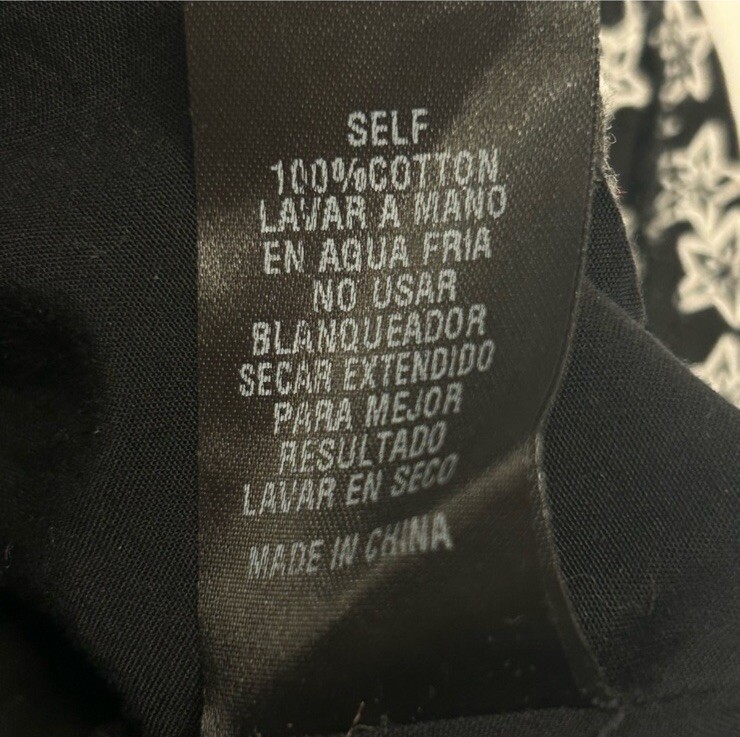 SELF
100%COTTON
LAVAR A MANO
EN AGUA FRIA
NO USAR
BLANQUEADOR
SECAR EXTENDIDO
PARA MEJOR
RESULTADO
LAVAR EN SECO
MADE IN CHINA